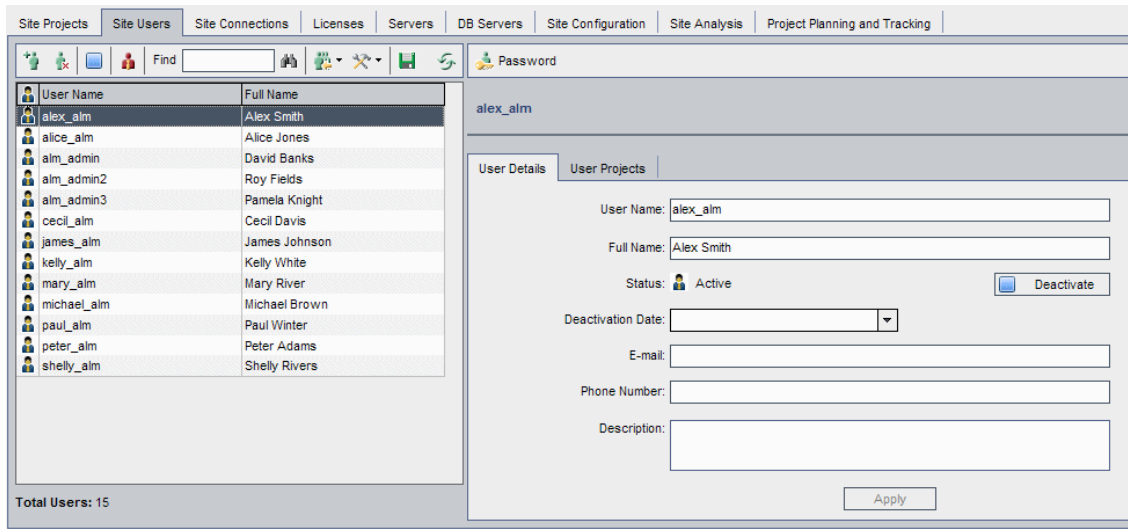 Site Projects Site Users Site Connections Licenses Servers DB Servers Site Configuration Site Analysis Project Planning and Tracking
Find
Password
User Name Full Name
alex_alm Alex Smith
alice_alm Alice Jones
alm_admin David Banks
alm_admin2 Roy Fields
alm_admin3 Pamela Knight
cecil_alm Cecil Davis
james_alm James Johnson
kelly_alm Kelly White
mary_alm Mary River
michael_alm Michael Brown
paul_alm Paul Winter
peter_alm Peter Adams
shelly_alm Shelly Rivers
Total Users: 15
alex_alm
User Details User Projects
User Name: alex_alm
Full Name: Alex Smith
Status: Active Deactivate
Deactivation Date:
E-mail:
Phone Number:
Description:
Apply